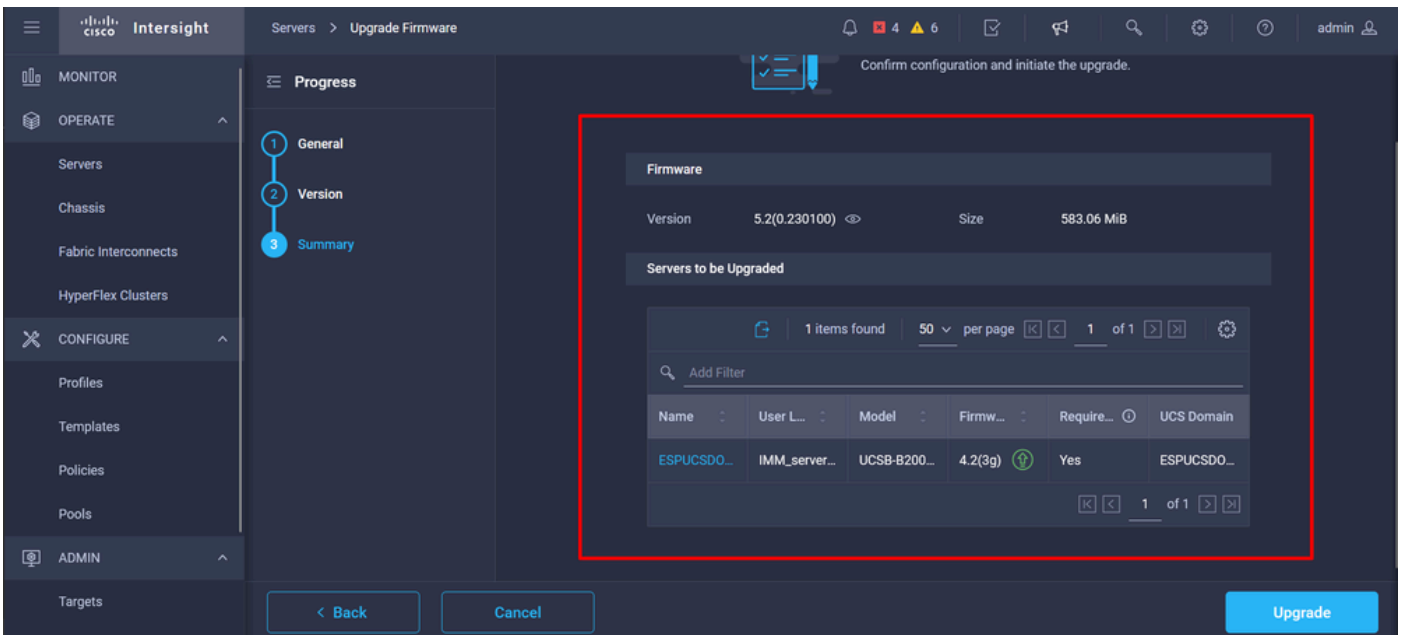 cisco Intersight
Servers > Upgrade Firmware
4 6
admin
MONITOR
OPERATE
Servers
Chassis
Fabric Interconnects
HyperFlex Clusters
CONFIGURE
Profiles
Templates
Policies
Pools
ADMIN
Targets
Progress
1 General
2 Version
3 Summary
Confirm configuration and initiate the upgrade.
Firmware
Version 5.2(0.230100) Size 583.06 MiB
Servers to be Upgraded
1 items found 50 per page 1 of 1
Add Filter
Name User L... Model Firmw... Require... UCS Domain
ESPUCSDO... IMM_server... UCSB-B200... 4.2(3g) Yes ESPUCSDO...
1 of 1
< Back Cancel Upgrade